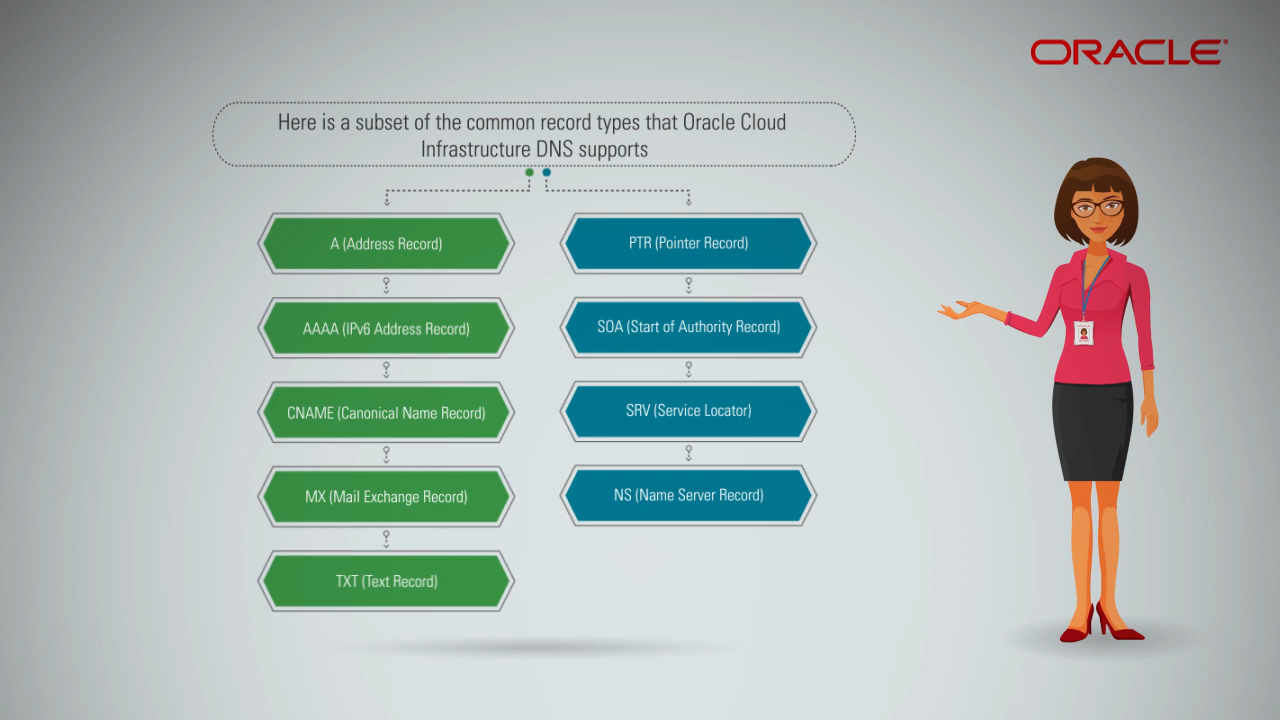 ORACLE
Here is a subset of the common record types that Oracle Cloud
Infrastructure DNS supports
A (Address Record)
AAAA (IPv6 Address Record)
CNAME (Canonical Name Record)
MX (Mail Exchange Record)
TXT (Text Record)
PTR (Pointer Record)
SOA (Start of Authority Record)
SRV (Service Locator)
NS (Name Server Record)